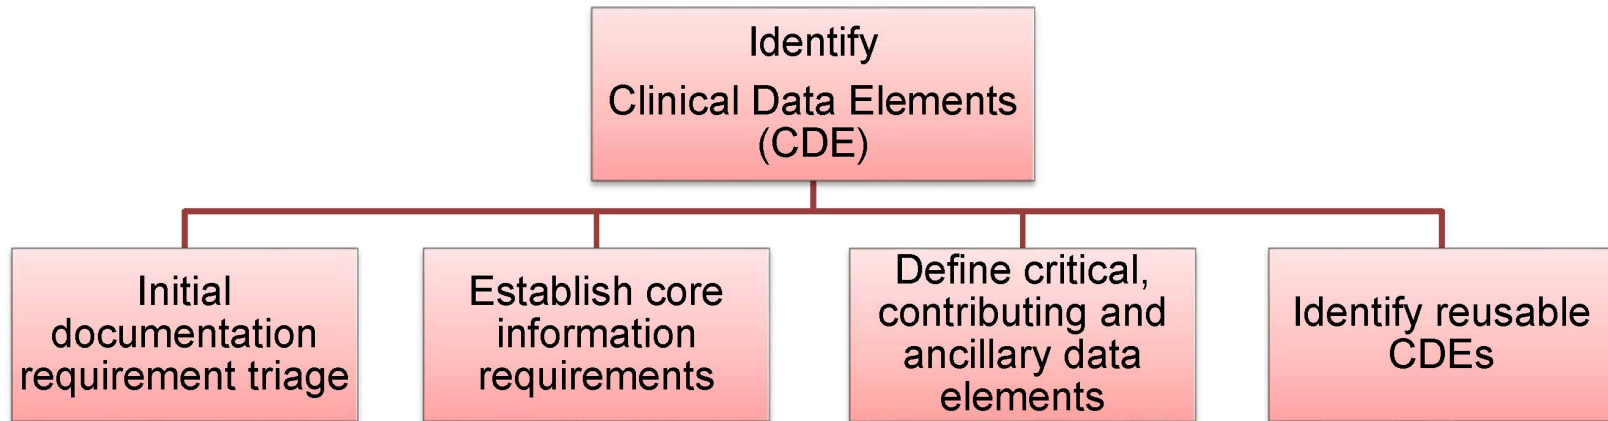 Identify
Clinical Data Elements
(CDE)
Initial
documentation
requirement triage
Establish core
information
requirements
Define critical,
contributing and
ancillary data
elements
Identify reusable
CDEs